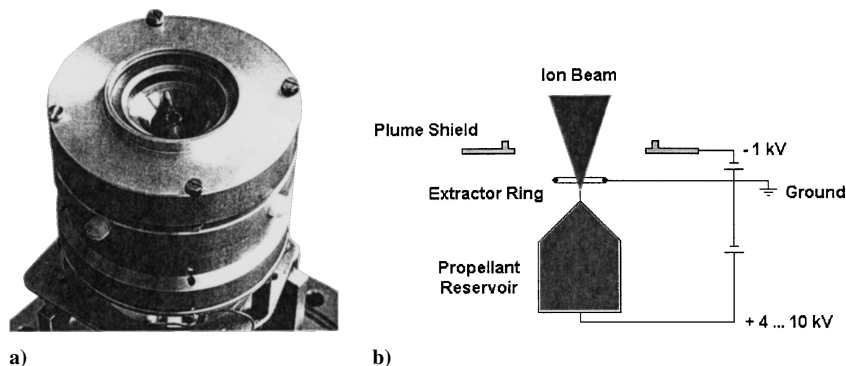 Ion Beam
Plume Shield
- 1 kV
Extractor Ring
Ground
Propellant
Reservoir
+ 4 ... 10 kV
a)
b)